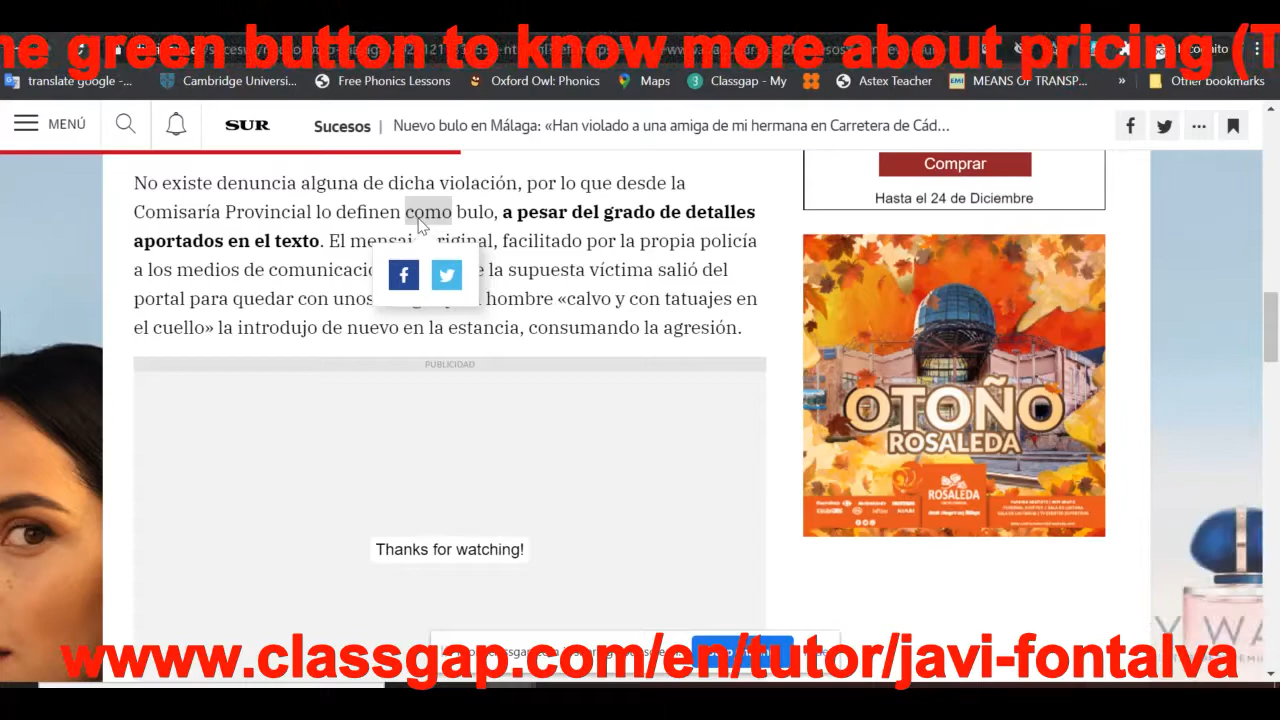 he green button to know more about pricing (T
Incognito
translate google -...
Cambridge Universi...
Free Phonics Lessons
Oxford Owl: Phonics
Maps
Classgap - My
Astex Teacher
MEANS OF TRANSP...
»
Other bookmarks
MENÚ
SUR
Sucesos | Nuevo bulo en Málaga: «Han violado a una amiga de mi hermana en Carretera de Cád...
No existe denuncia alguna de dicha violación, por lo que desde la
Comisaría Provincial lo definen como bulo, a pesar del grado de detalles
aportados en el texto. El mensaje original, facilitado por la propia policía
a los medios de comunicació e la supuesta víctima salió del
portal para quedar con unos hombre «calvo y con tatuajes en
el cuello» la introdujo de nuevo en la estancia, consumando la agresión.
PUBLICIDAD
Thanks for watching!
Comprar
Hasta el 24 de Diciembre
OTOÑO
ROSALEDA
ROSALEDA
Y WA
www.classgap.com/en/tutor/javi-fontalva